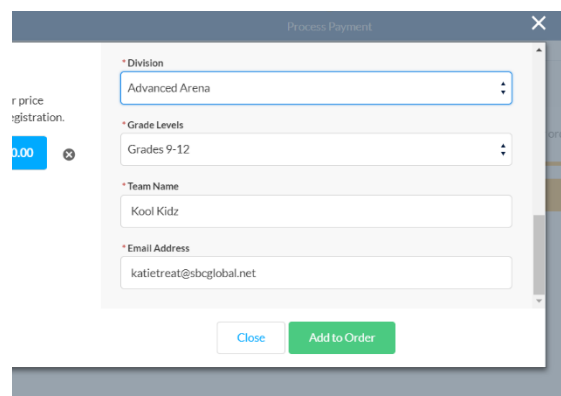 Process Payment
* Division
Advanced Arena
r price
egistration.
* Grade Levels
0.00
Grades 9-12
* Team Name
Kool Kidz
* Email Address
katietreat@sbcglobal.net
Close
Add to Order